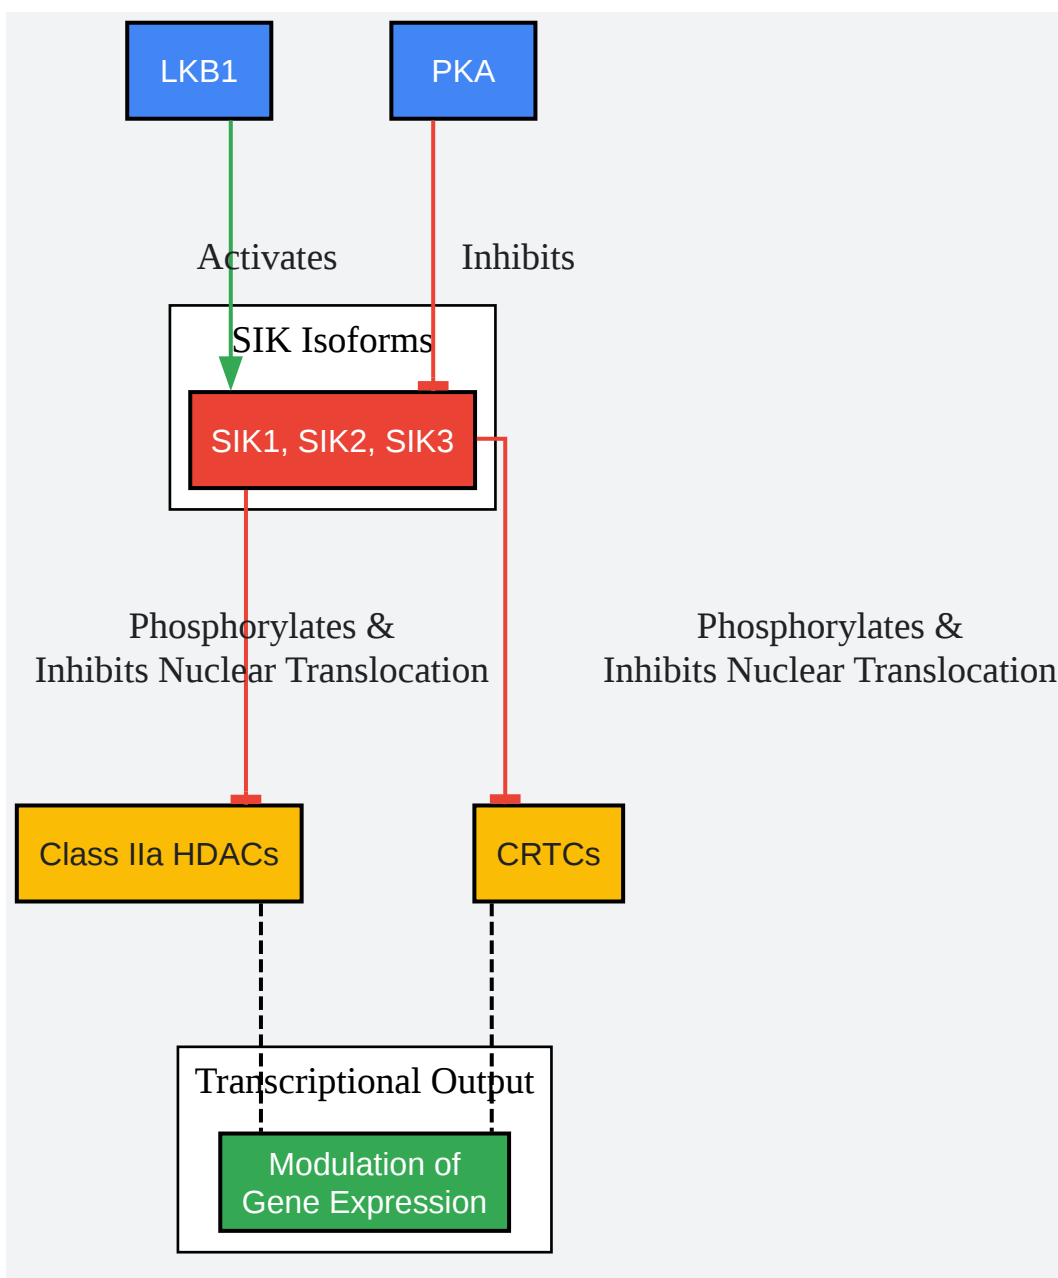 LKB1
PKA
Activates
Inhibits
SIK Isoforms
SIK1, SIK2, SIK3
Phosphorylates &
Inhibits Nuclear Translocation
Phosphorylates &
Inhibits Nuclear Translocation
Class IIa HDACs
CRTCs
Transcriptional Output
Modulation of
Gene Expression